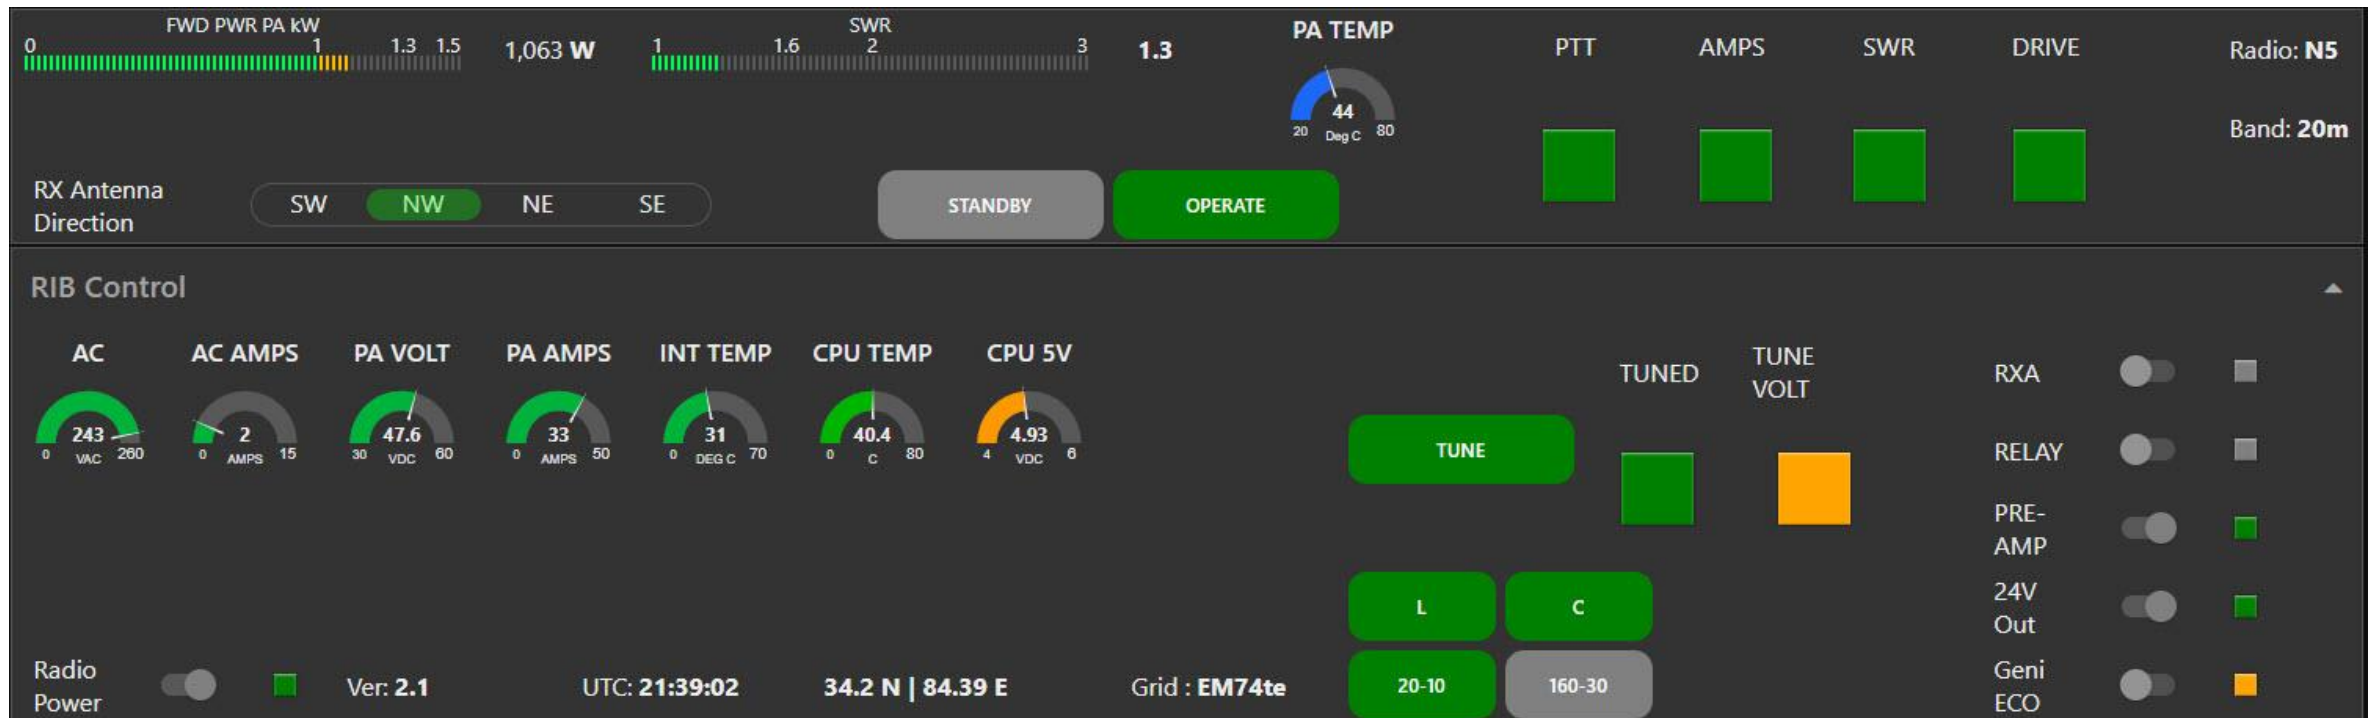 FWD PWR PA kW
0 1 1.3 1.5
1,063 W
SWR
1 1.6 2 3
1.3
PA TEMP
44
20 Deg C 80
PTT AMPS SWR DRIVE
Radio: N5
Band: 20m
RX Antenna
Direction
SW NW NE SE
STANDBY OPERATE
RIB Control
AC AC AMPS PA VOLT PA AMPS INT TEMP CPU TEMP CPU 5V
243 2 47.6 33 31 40.4 4.93
0 VAC 260 0 AMPS 15 30 VDC 60 0 AMPS 50 0 DEG C 70 0 C 80 4 VDC 6
TUNE
TUNED
TUNE
VOLT
L C
20-10 160-30
RXA
RELAY
PRE-
AMP
24V
Out
Geni
ECO
Radio
Power
Ver: 2.1
UTC: 21:39:02
34.2 N | 84.39 E
Grid : EM74te